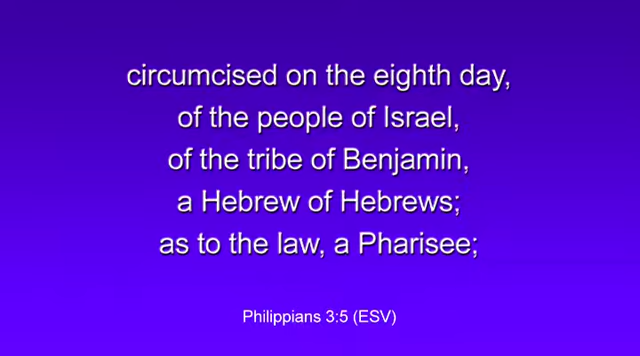 circumcised on the eighth day,
of the people of Israel,
of the tribe of Benjamin,
a Hebrew of Hebrews;
as to the law, a Pharisee;
Philippians 3:5 (ESV)